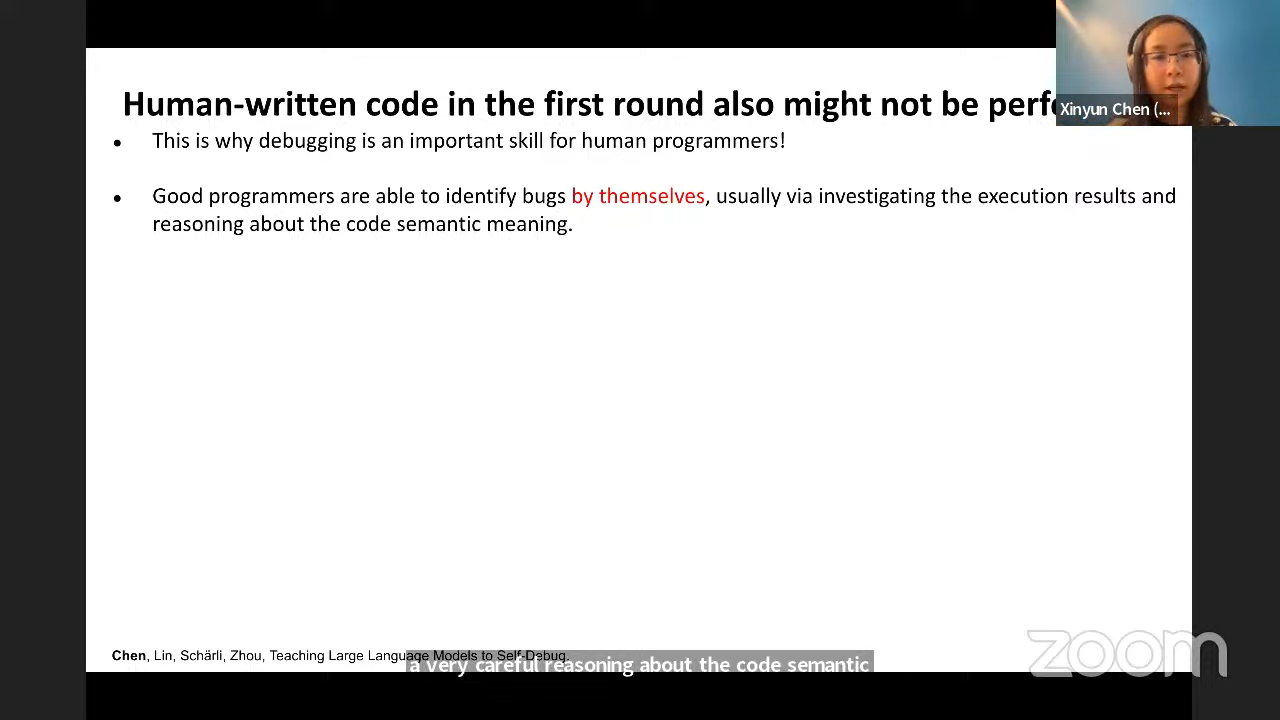 Human-written code in the first round also might not be perfe
Xinyun Chen (...
• This is why debugging is an important skill for human programmers!
• Good programmers are able to identify bugs by themselves, usually via investigating the execution results and
reasoning about the code semantic meaning.
Chen, Lin, Schärli, Zhou, Teaching Large Language Models to Self-Debug.
a very careful reasoning about the code semantic
zoom